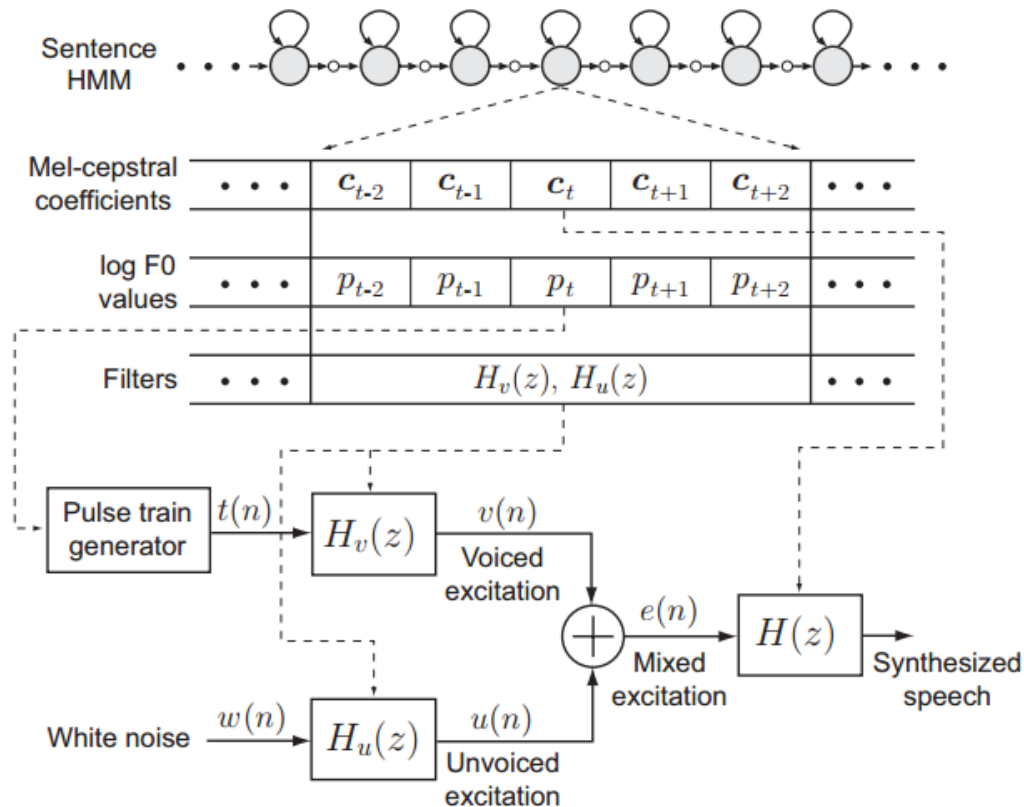 Sentence
HMM
Mel-cepstral
coefficients
c_{t-2} c_{t-1} c_t c_{t+1} c_{t+2}
log F0
values
p_{t-2} p_{t-1} p_t p_{t+1} p_{t+2}
Filters
H_v(z), H_u(z)
Pulse train
generator
t(n)
H_v(z)
v(n)
Voiced
excitation
e(n)
Mixed
excitation
H(z)
Synthesized
speech
White noise
w(n)
H_u(z)
u(n)
Unvoiced
excitation